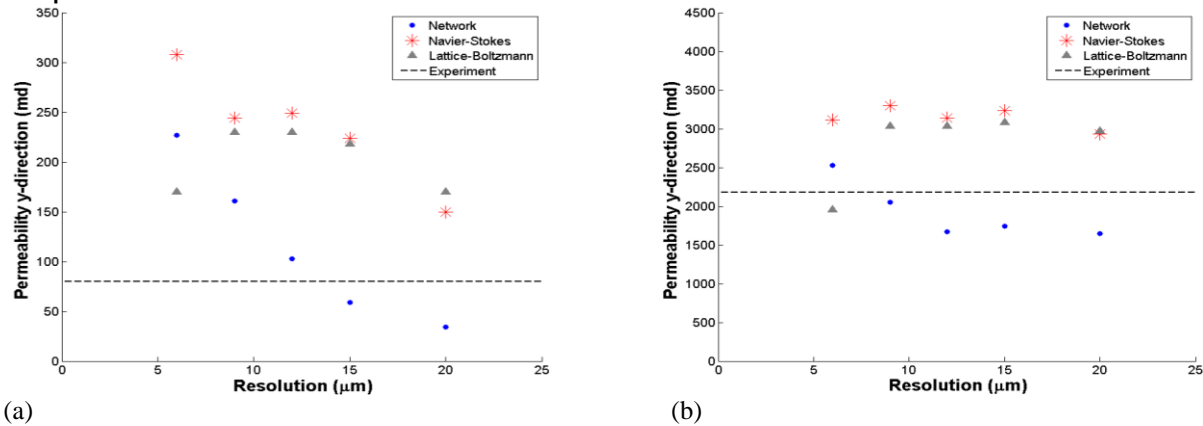 350
300
250
200
150
100
50
0
Permeability y-direction (md)
Network
Navier-Stokes
Lattice-Boltzmann
Experiment
0
5
10
15
20
25
Resolution (μm)
(a)
4500
4000
3500
3000
2500
2000
1500
1000
500
0
Permeability y-direction (md)
Network
Navier-Stokes
Lattice-Boltzmann
Experiment
0
5
10
15
20
25
Resolution (μm)
(b)